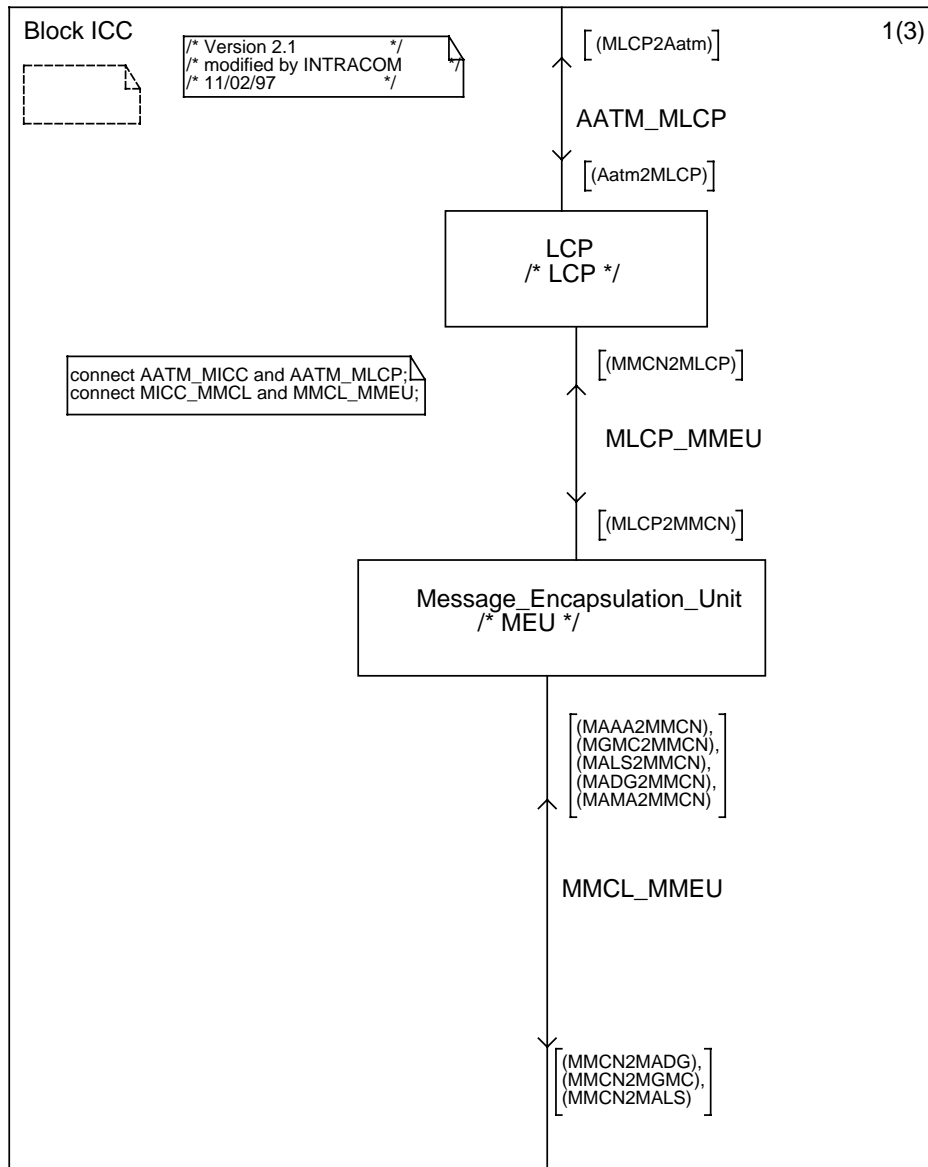 Block ICC
1(3)
/* Version 2.1 */
/* modified by INTRACOM */
/* 11/02/97 */
[(MLCP2Aatm)]
AATM_MLCP
[(Aatm2MLCP)]
LCP
/* LCP */
connect AATM_MICC and AATM_MLCP;
connect MICC_MMCL and MMCL_MMEU;
[(MMCN2MLCP)]
MLCP_MMEU
[(MLCP2MMCN)]
Message_Encapsulation_Unit
/* MEU */
(MAAA2MMCN),
(MGMC2MMCN),
(MALS2MMCN),
(MADG2MMCN),
(MAMA2MMCN)
MMCL_MMEU
(MMCN2MADG),
(MMCN2MGMC),
(MMCN2MALS)